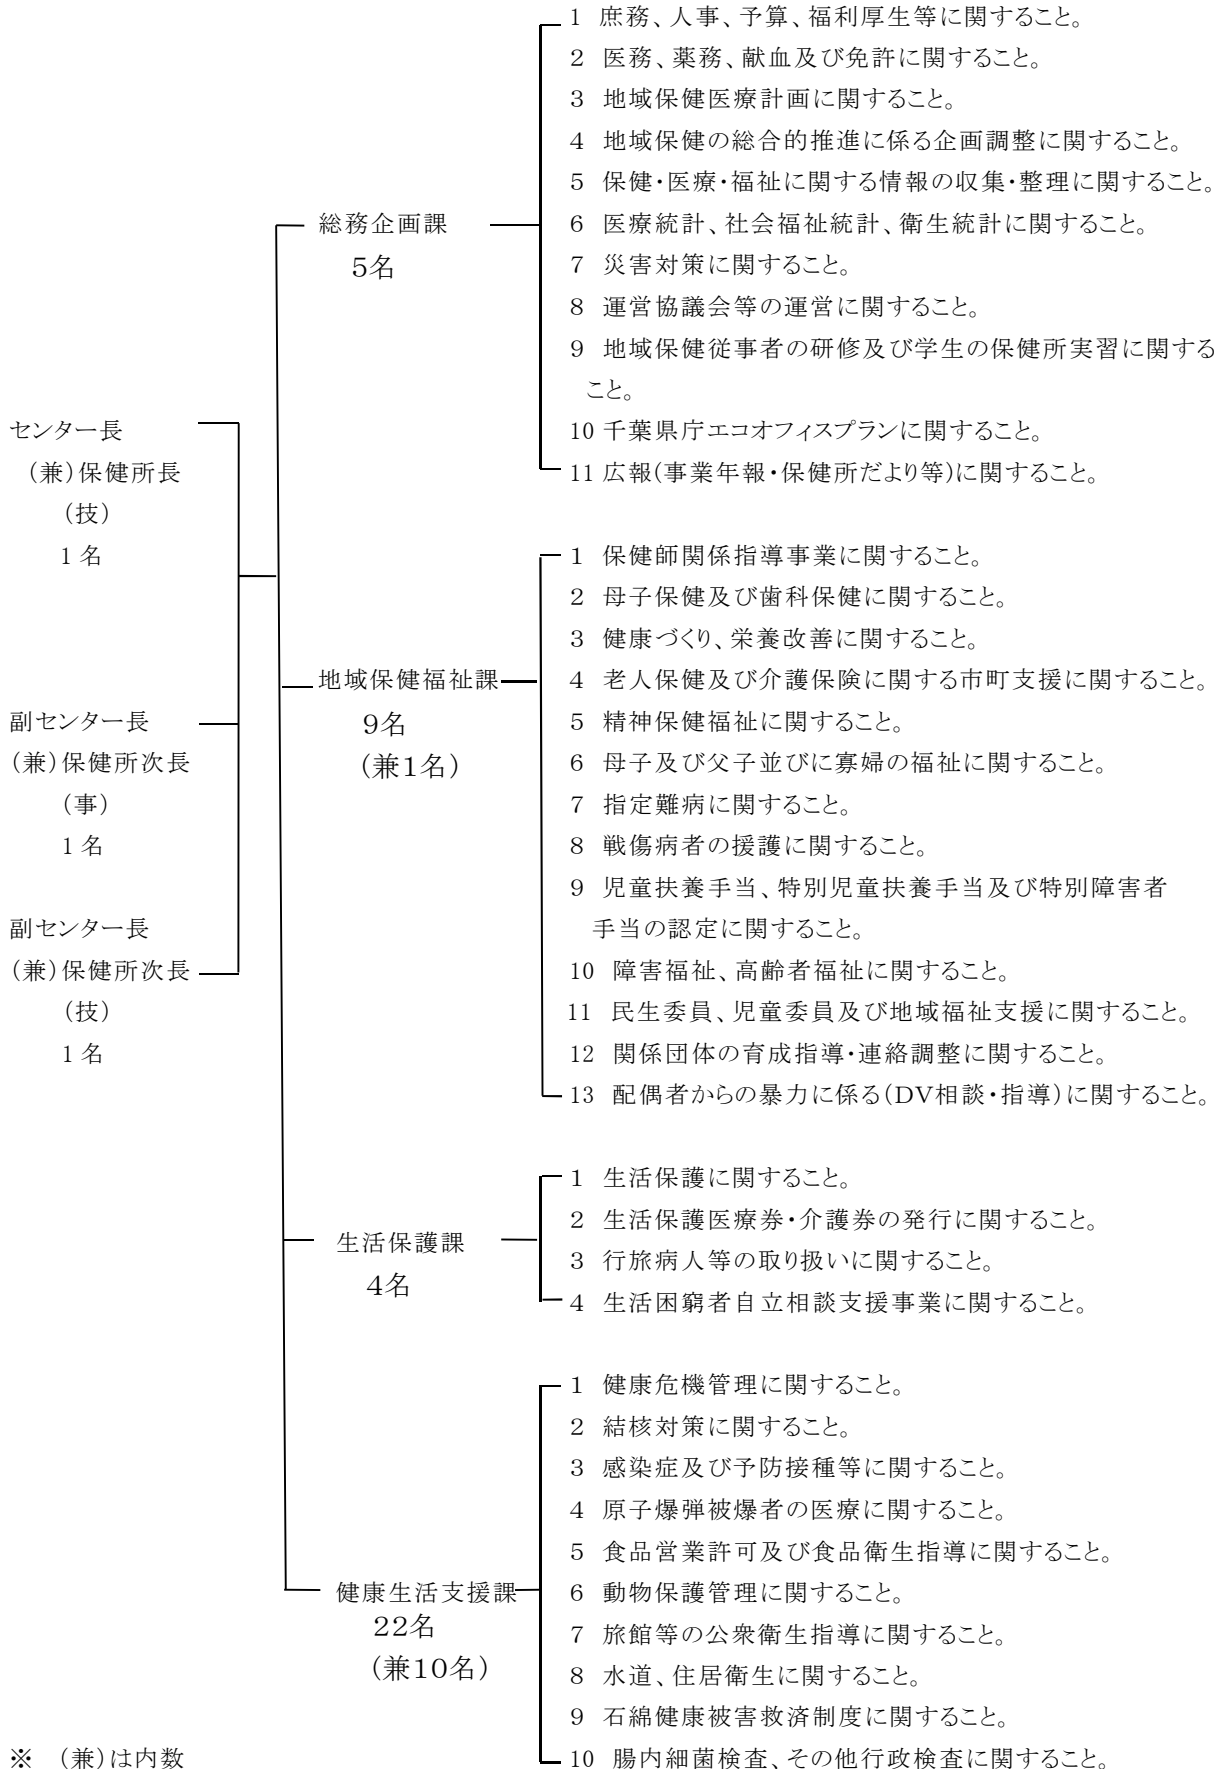 センター長
(兼)保健所長
(技)
1名
副センター長
(兼)保健所次長
(事)
1名
副センター長
(兼)保健所次長
(技)
1名
総務企画課
5名
1 庶務、人事、予算、福利厚生等に関すること。
2 医務、薬務、献血及び免許に関すること。
3 地域保健医療計画に関すること。
4 地域保健の総合的推進に係る企画調整に関すること。
5 保健・医療・福祉に関する情報の収集・整理に関すること。
6 医療統計、社会福祉統計、衛生統計に関すること。
7 災害対策に関すること。
8 運営協議会等の運営に関すること。
9 地域保健従事者の研修及び学生の保健所実習に関する
こと。
10 千葉県庁エコオフィスプランに関すること。
11 広報(事業年報・保健所だより等)に関すること。
地域保健福祉課
9名
(兼1名)
1 保健師関係指導事業に関すること。
2 母子保健及び歯科保健に関すること。
3 健康づくり、栄養改善に関すること。
4 老人保健及び介護保険に関する市町支援に関すること。
5 精神保健福祉に関すること。
6 母子及び父子並びに寡婦の福祉に関すること。
7 指定難病に関すること。
8 戦傷病者の援護に関すること。
9 児童扶養手当、特別児童扶養手当及び特別障害者
手当の認定に関すること。
10 障害福祉、高齢者福祉に関すること。
11 民生委員、児童委員及び地域福祉支援に関すること。
12 関係団体の育成指導・連絡調整に関すること。
13 配偶者からの暴力に係る(DV相談・指導)に関すること。
生活保護課
4名
1 生活保護に関すること。
2 生活保護医療券・介護券の発行に関すること。
3 行旅病人等の取り扱いに関すること。
4 生活困窮者自立相談支援事業に関すること。
健康生活支援課
22名
(兼10名)
1 健康危機管理に関すること。
2 結核対策に関すること。
3 感染症及び予防接種等に関すること。
4 原子爆弾被爆者の医療に関すること。
5 食品営業許可及び食品衛生指導に関すること。
6 動物保護管理に関すること。
7 旅館等の公衆衛生指導に関すること。
8 水道、住居衛生に関すること。
9 石綿健康被害救済制度に関すること。
10 腸内細菌検査、その他行政検査に関すること。
※ (兼)は内数